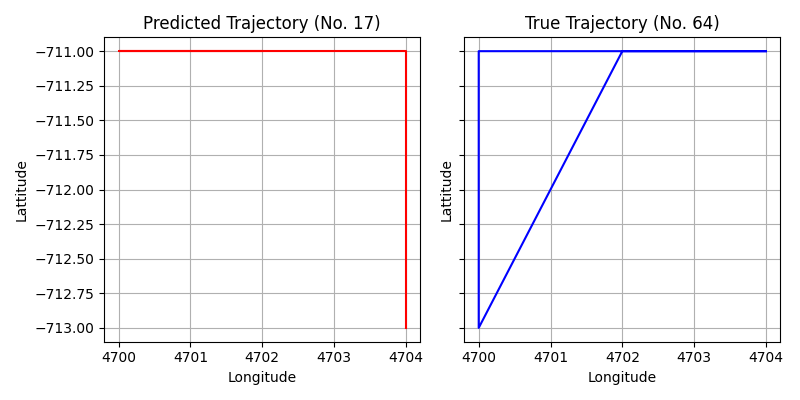 Predicted Trajectory (No. 17)
True Trajectory (No. 64)
−711.00
−711.25
−711.50
−711.75
−712.00
−712.25
−712.50
−712.75
−713.00
Lattitude
Lattitude
4700 4701 4702 4703 4704
4700 4701 4702 4703 4704
Longitude
Longitude